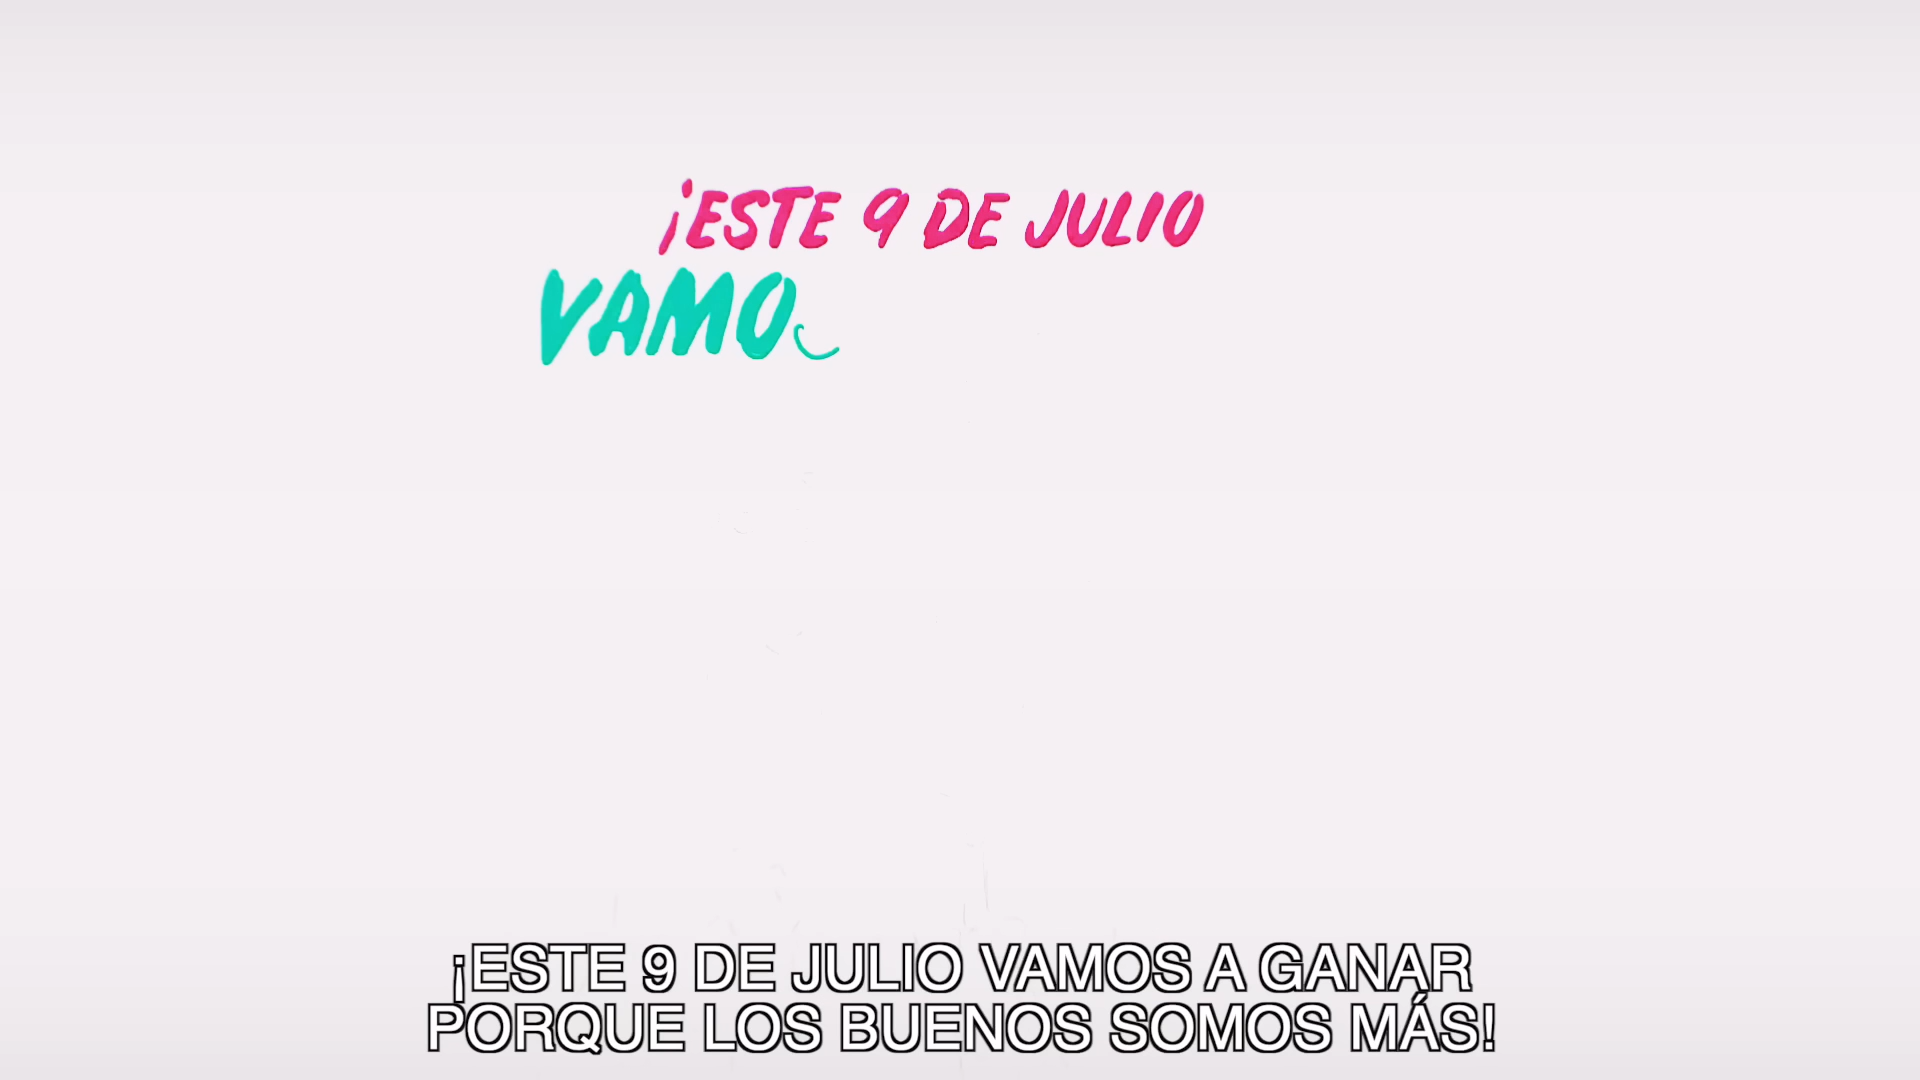 ¡ESTE 9 DE JULIO
VAMO
¡ESTE 9 DE JULIO VAMOS A GANAR
PORQUE LOS BUENOS SOMOS MÁS!